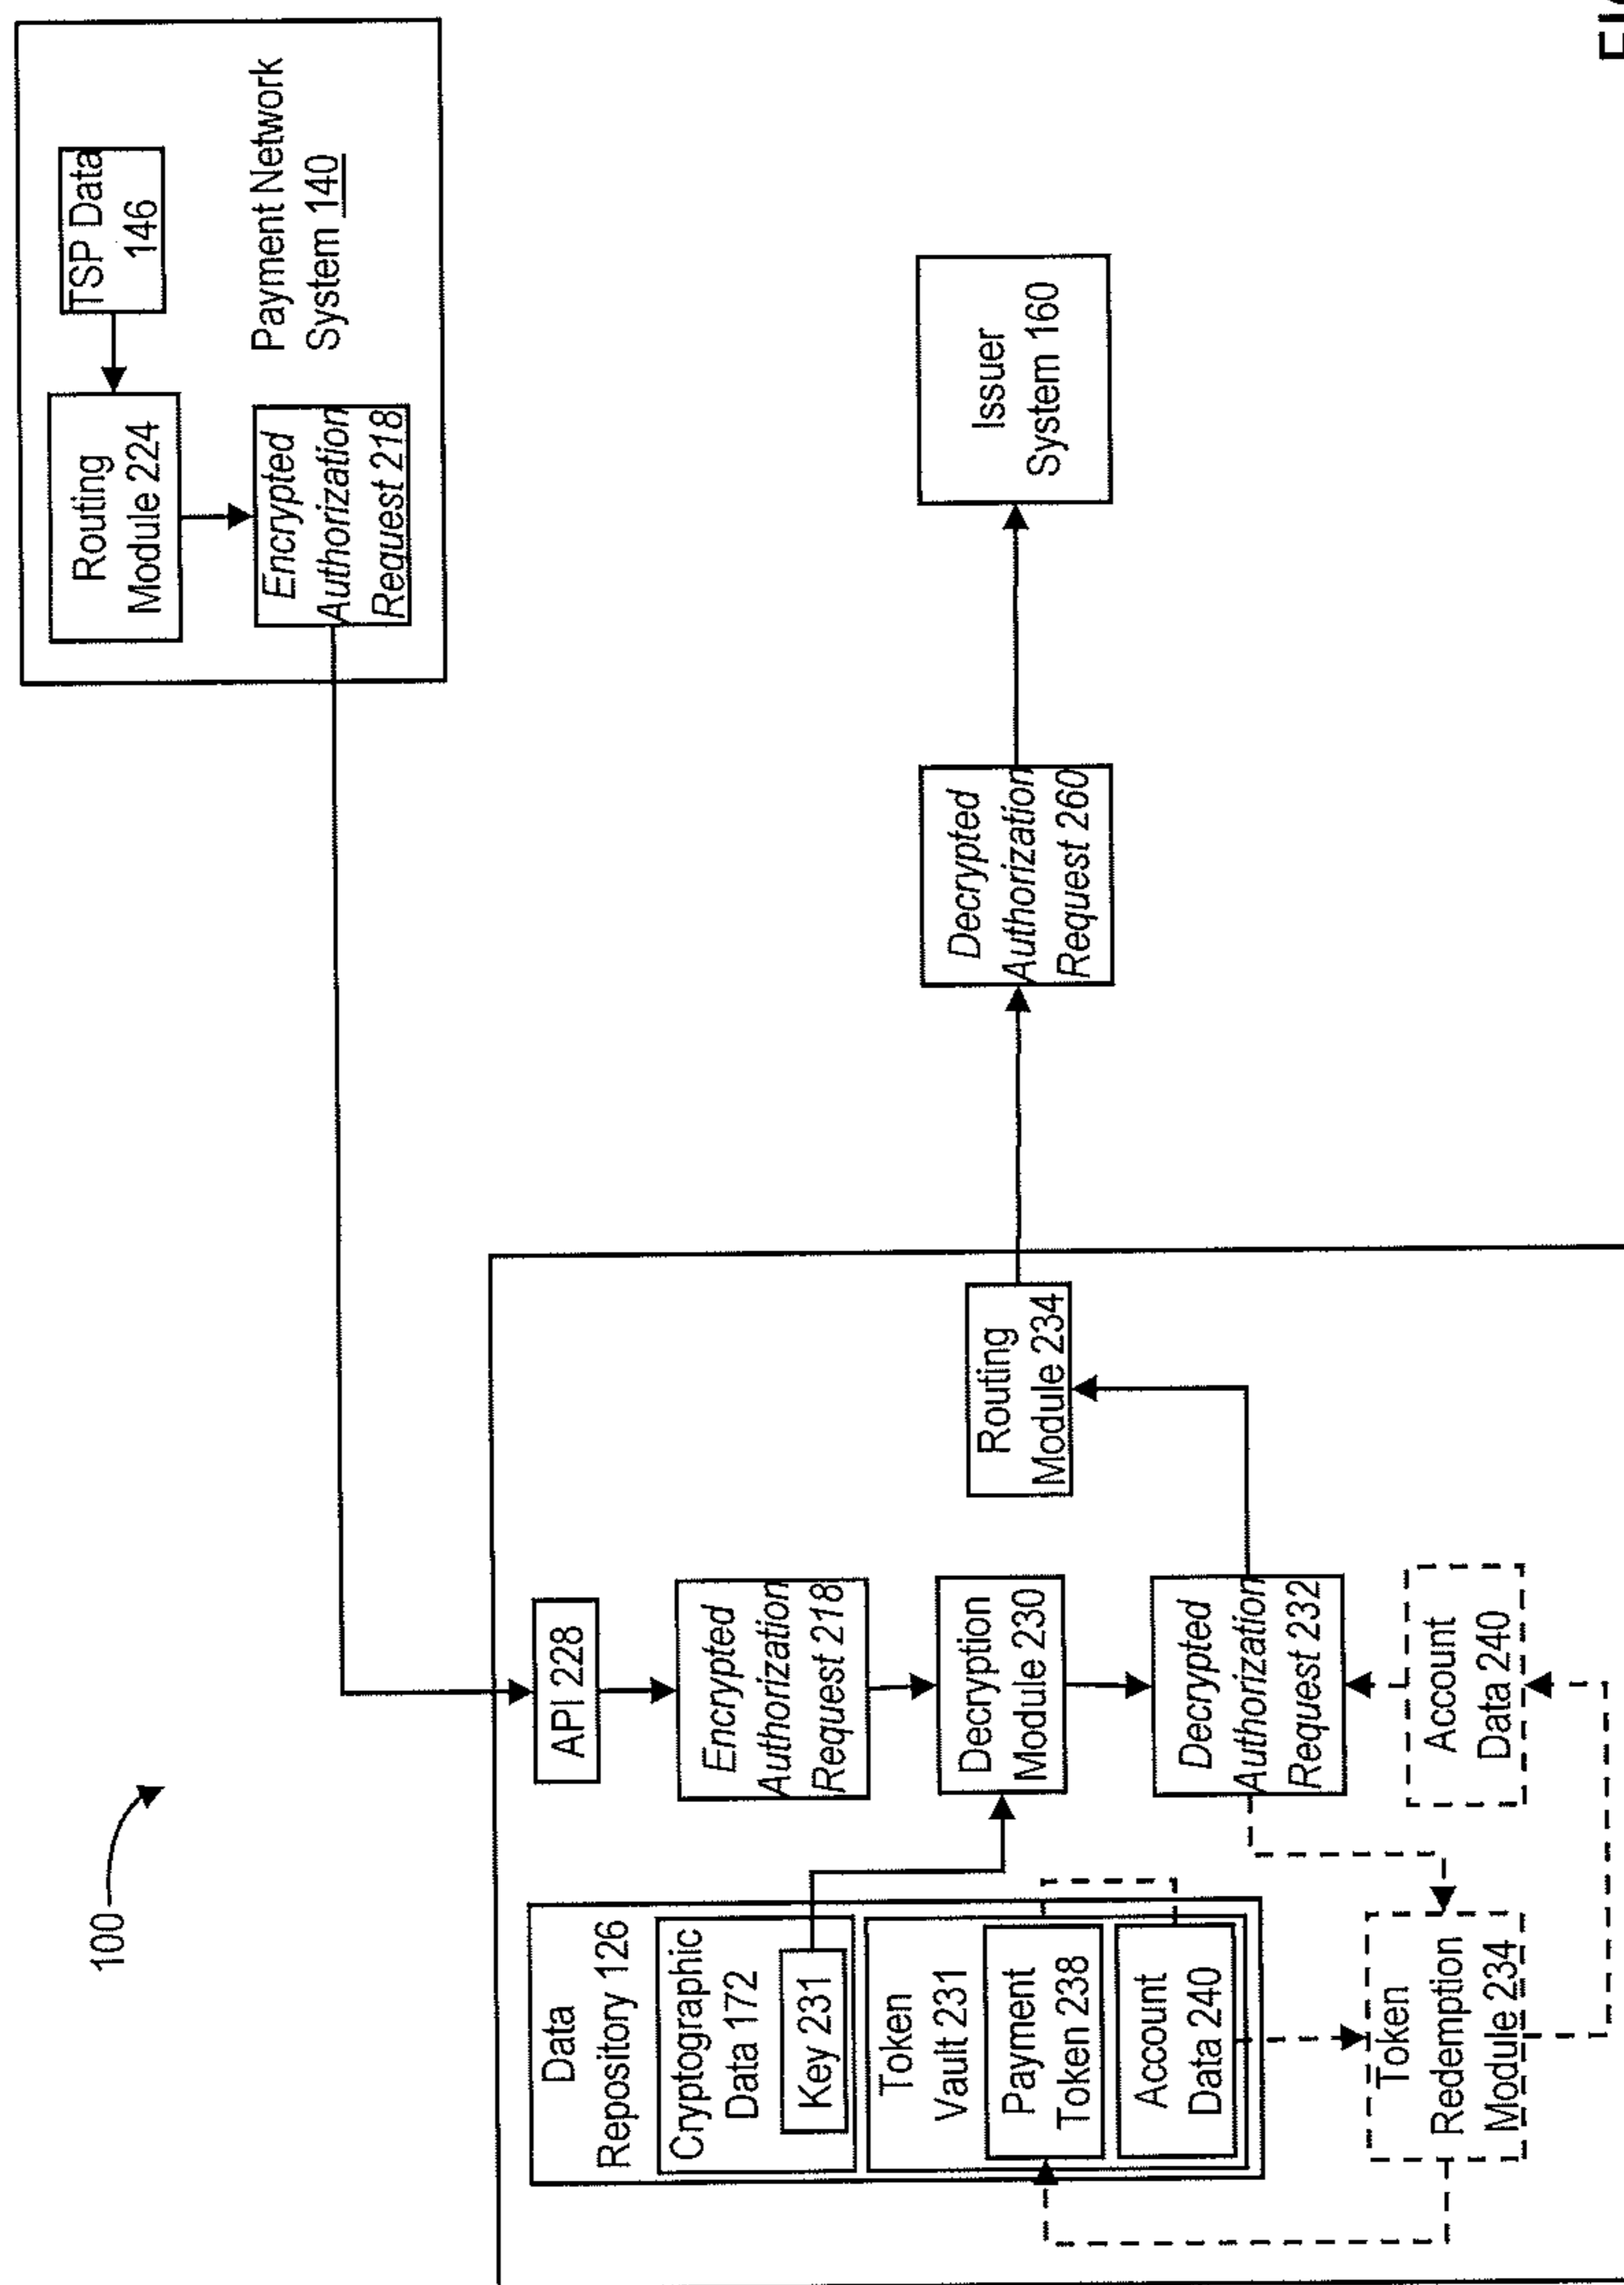 100
TSP Data
146
Routing
Module 224
Encrypted
Authorization
Request 218
Payment Network
System 140
API 228
Encrypted
Authorization
Request 218
Decryption
Module 230
Decrypted
Authorization
Request 232
Account
Data 240
Routing
Module 234
Decrypted
Authorization
Request 260
Issuer
System 160
Data
Repository 126
Cryptographic
Data 172
Key 231
Token
Vault 231
Payment
Token 238
Account
Data 240
Token
Redemption
Module 234